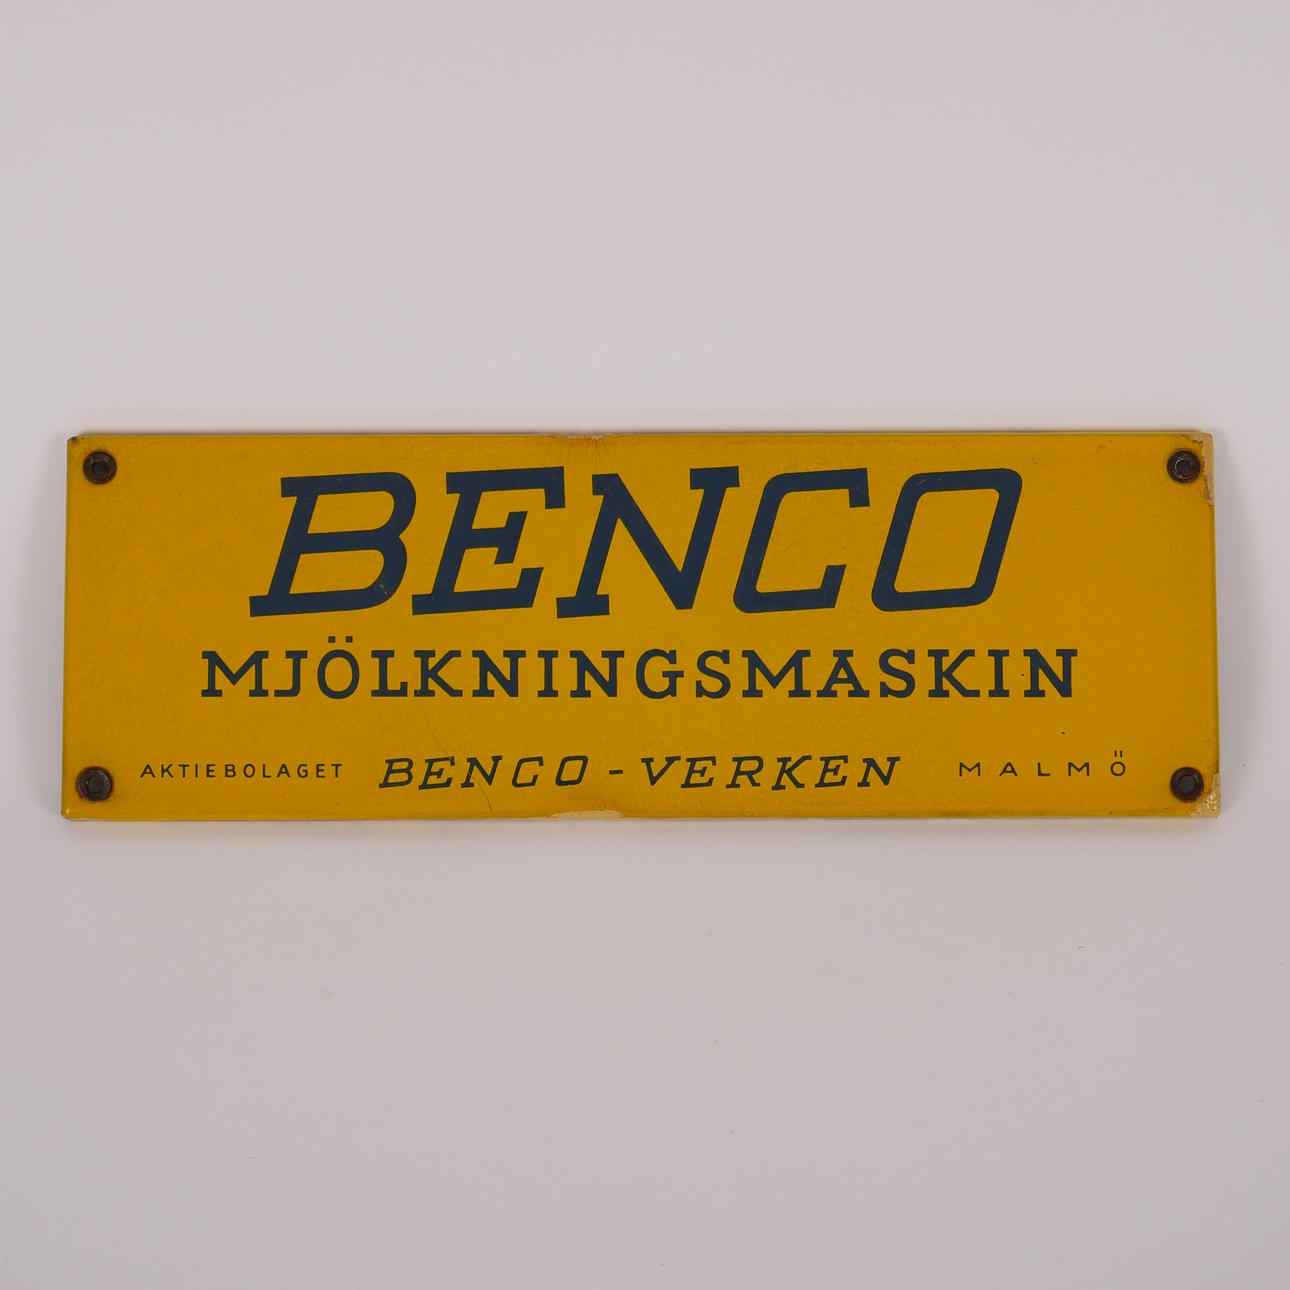 BENCO
MJÖLKNINGSMASKIN
AKTIEBOLAGET BENCO-VERKEN MALMÖ